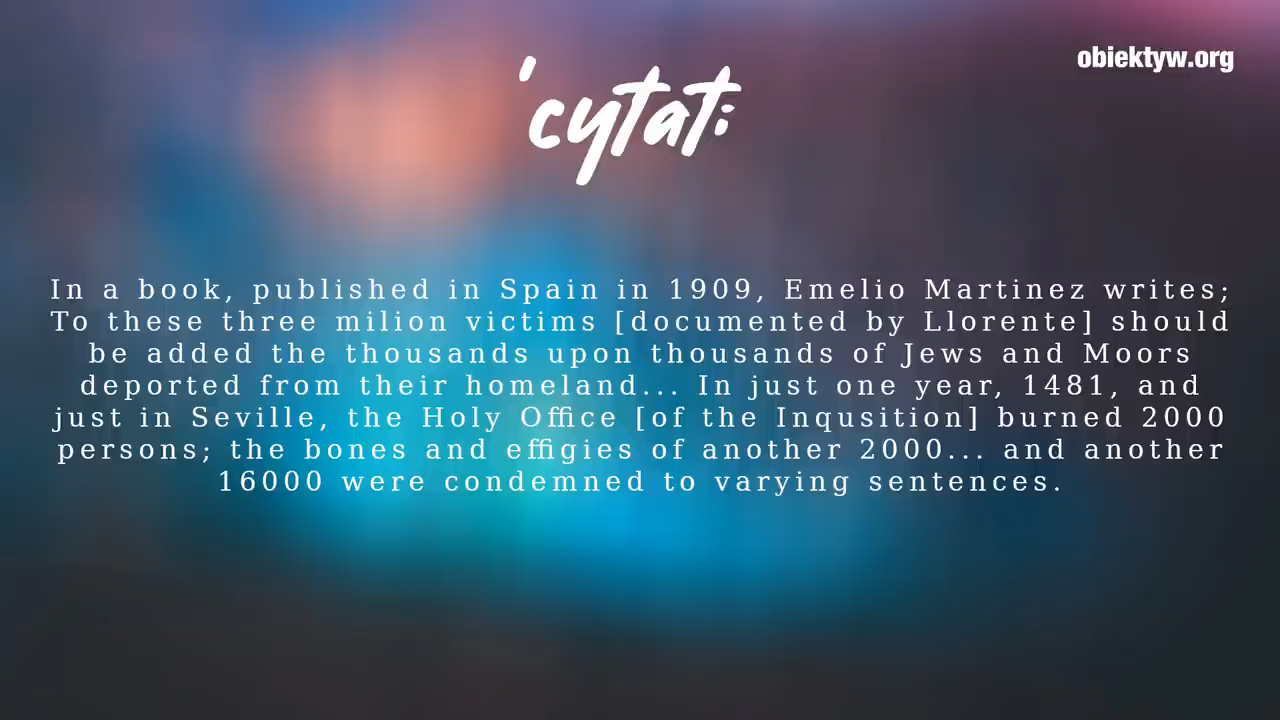 obiektyw.org
'cytat:
In a book, published in Spain in 1909, Emelio Martinez writes;
To these three milion victims [documented by Llorente] should
be added the thousands upon thousands of Jews and Moors
deported from their homeland... In just one year, 1481, and
just in Seville, the Holy Office [of the Inqusition] burned 2000
persons; the bones and effigies of another 2000... and another
16000 were condemned to varying sentences.